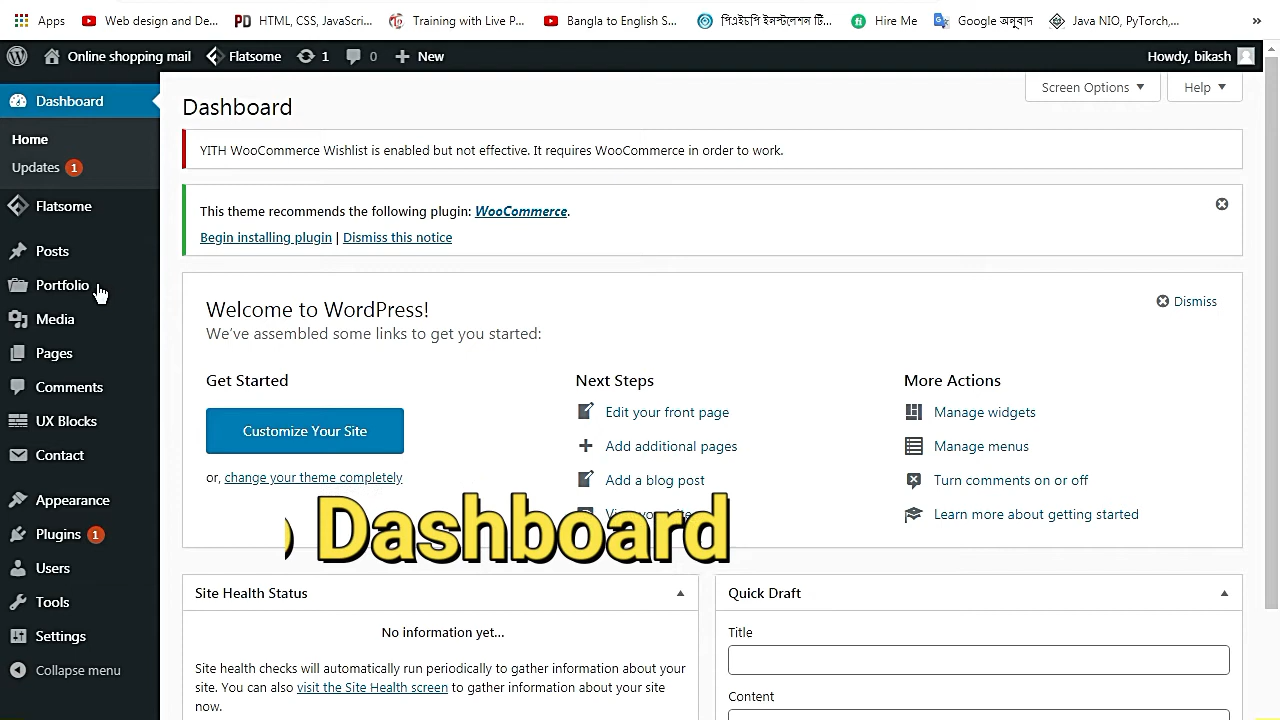 Apps
Web design and De...
HTML, CSS, JavaScri...
Training with Live P...
Bangla to English S...
পিএইচপি ইন্সটলেশন টি...
Hire Me
Google অনুবাদ
Java NIO, PyTorch,...
»
Online shopping mail
Flatsome
1
0
New
Howdy, bikash
Dashboard
Home
Updates 1
Flatsome
Posts
Portfolio
Media
Pages
Comments
UX Blocks
Contact
Appearance
Plugins 1
Users
Tools
Settings
Collapse menu
Screen Options
Help
Dashboard
YITH WooCommerce Wishlist is enabled but not effective. It requires WooCommerce in order to work.
This theme recommends the following plugin: WooCommerce.
Begin installing plugin | Dismiss this notice
Welcome to WordPress!
Dismiss
We've assembled some links to get you started:
Get Started
Customize Your Site
or, change your theme completely
Next Steps
Edit your front page
Add additional pages
Add a blog post
More Actions
Manage widgets
Manage menus
Turn comments on or off
Learn more about getting started
Dashboard
Site Health Status
No information yet...
Site health checks will automatically run periodically to gather information about your
site. You can also visit the Site Health screen to gather information about your site
now.
Quick Draft
Title
Content